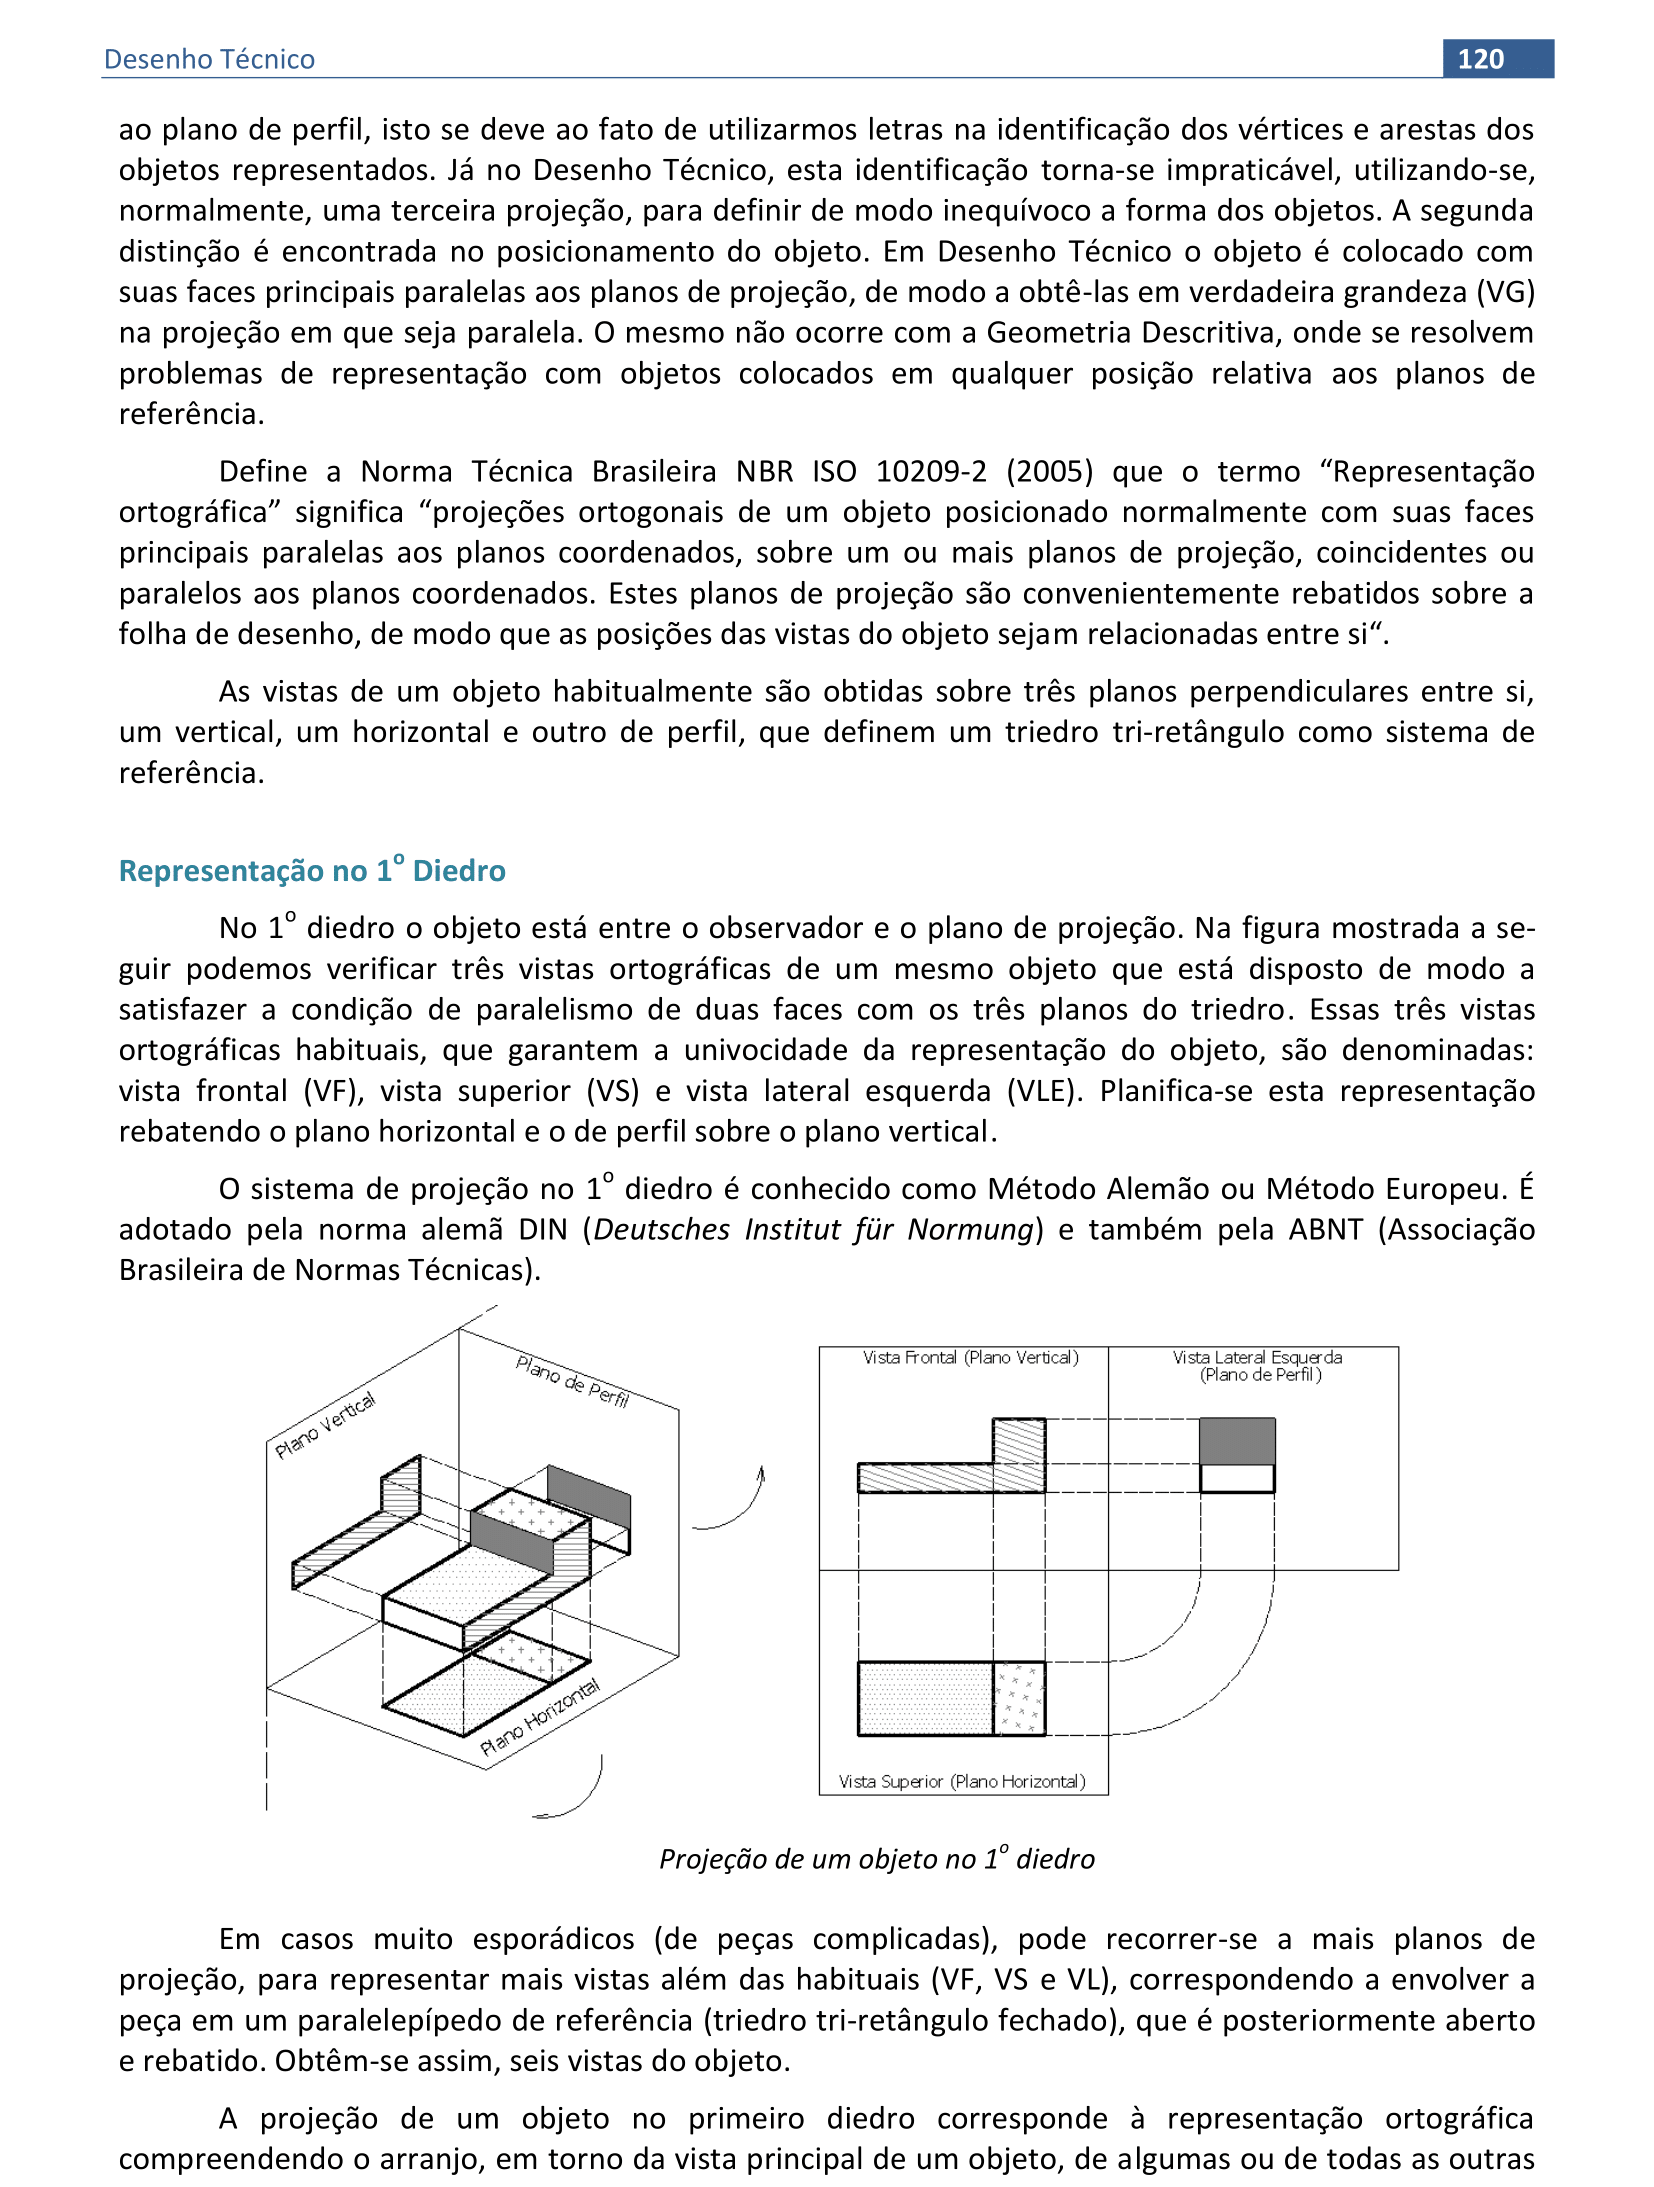 Desenho Técnico
120
ao plano de perfil, isto se deve ao fato de utilizarmos letras na identificação dos vértices e arestas dos
objetos representados. Já no Desenho Técnico, esta identificação torna-se impraticável, utilizando-se,
normalmente, uma terceira projeção, para definir de modo inequívoco a forma dos objetos. A segunda
distinção é encontrada no posicionamento do objeto. Em Desenho Técnico o objeto é colocado com
suas faces principais paralelas aos planos de projeção, de modo a obtê-las em verdadeira grandeza (VG)
na projeção em que seja paralela. O mesmo não ocorre com a Geometria Descritiva, onde se resolvem
problemas de representação com objetos colocados em qualquer posição relativa aos planos de
referência.
Define a Norma Técnica Brasileira NBR ISO 10209-2 (2005) que o termo “Representação
ortográfica” significa “projeções ortogonais de um objeto posicionado normalmente com suas faces
principais paralelas aos planos coordenados, sobre um ou mais planos de projeção, coincidentes ou
paralelos aos planos coordenados. Estes planos de projeção são convenientemente rebatidos sobre a
folha de desenho, de modo que as posições das vistas do objeto sejam relacionadas entre si“.
As vistas de um objeto habitualmente são obtidas sobre três planos perpendiculares entre si,
um vertical, um horizontal e outro de perfil, que definem um triedro tri-retângulo como sistema de
referência.
Representação no 1º Diedro
No 1º diedro o objeto está entre o observador e o plano de projeção. Na figura mostrada a se-
guir podemos verificar três vistas ortográficas de um mesmo objeto que está disposto de modo a
satisfazer a condição de paralelismo de duas faces com os três planos do triedro. Essas três vistas
ortográficas habituais, que garantem a univocidade da representação do objeto, são denominadas:
vista frontal (VF), vista superior (VS) e vista lateral esquerda (VLE). Planifica-se esta representação
rebatendo o plano horizontal e o de perfil sobre o plano vertical.
O sistema de projeção no 1º diedro é conhecido como Método Alemão ou Método Europeu. É
adotado pela norma alemã DIN (Deutsches Institut für Normung) e também pela ABNT (Associação
Brasileira de Normas Técnicas).
Plano Vertical
Plano de Perfil
Plano Horizontal
Vista Frontal (Plano Vertical)
Vista Lateral Esquerda
(Plano de Perfil)
Vista Superior (Plano Horizontal)
Projeção de um objeto no 1º diedro
Em casos muito esporádicos (de peças complicadas), pode recorrer-se a mais planos de
projeção, para representar mais vistas além das habituais (VF, VS e VL), correspondendo a envolver a
peça em um paralelepípedo de referência (triedro tri-retângulo fechado), que é posteriormente aberto
e rebatido. Obtêm-se assim, seis vistas do objeto.
A projeção de um objeto no primeiro diedro corresponde à representação ortográfica
compreendendo o arranjo, em torno da vista principal de um objeto, de algumas ou de todas as outras